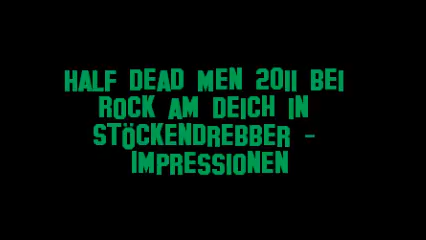 HALF DEAD MEN 2011 BEI
ROCK AM DEICH IN
STÖCKENDREBBER -
IMPRESSIONEN